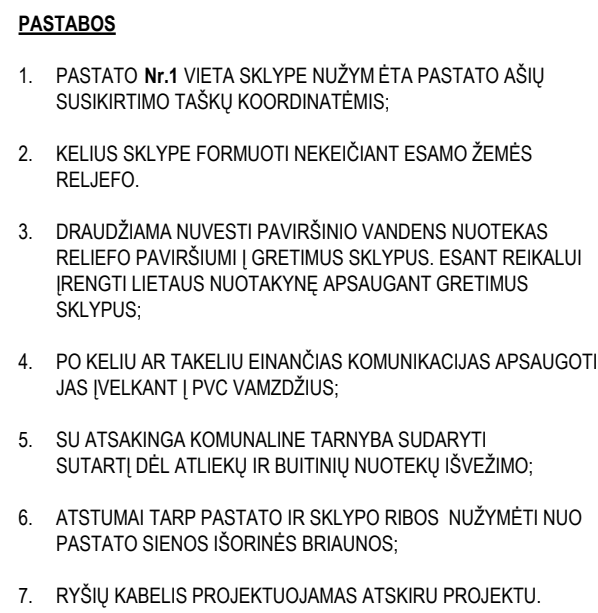 PASTABOS
1. PASTATO Nr.1 VIETA SKLYPE NUŽYMĖTA PASTATO AŠIŲ
SUSIKIRTIMO TAŠKŲ KOORDINATĖMIS;
2. KELIUS SKLYPE FORMUOTI NEKEIČIANT ESAMO ŽEMĖS
RELJEFO.
3. DRAUDŽIAMA NUVESTI PAVIRŠINIO VANDENS NUOTEKAS
RELIEFO PAVIRŠIUMI Į GRETIMUS SKLYPUS. ESANT REIKALUI
ĮRENGTI LIETAUS NUOTAKYNĘ APSAUGANT GRETIMUS
SKLYPUS;
4. PO KELIU AR TAKELIU EINANČIAS KOMUNIKACIJAS APSAUGOTI
JAS ĮVELKANT Į PVC VAMZDŽIUS;
5. SU ATSAKINGA KOMUNALINE TARNYBA SUDARYTI
SUTARTĮ DĖL ATLIEKŲ IR BUITINIŲ NUOTEKŲ IŠVEŽIMO;
6. ATSTUMAI TARP PASTATO IR SKLYPO RIBOS NUŽYMĖTI NUO
PASTATO SIENOS IŠORINĖS BRIAUNOS;
7. RYŠIŲ KABELIS PROJEKTUOJAMAS ATSKIRU PROJEKTU.